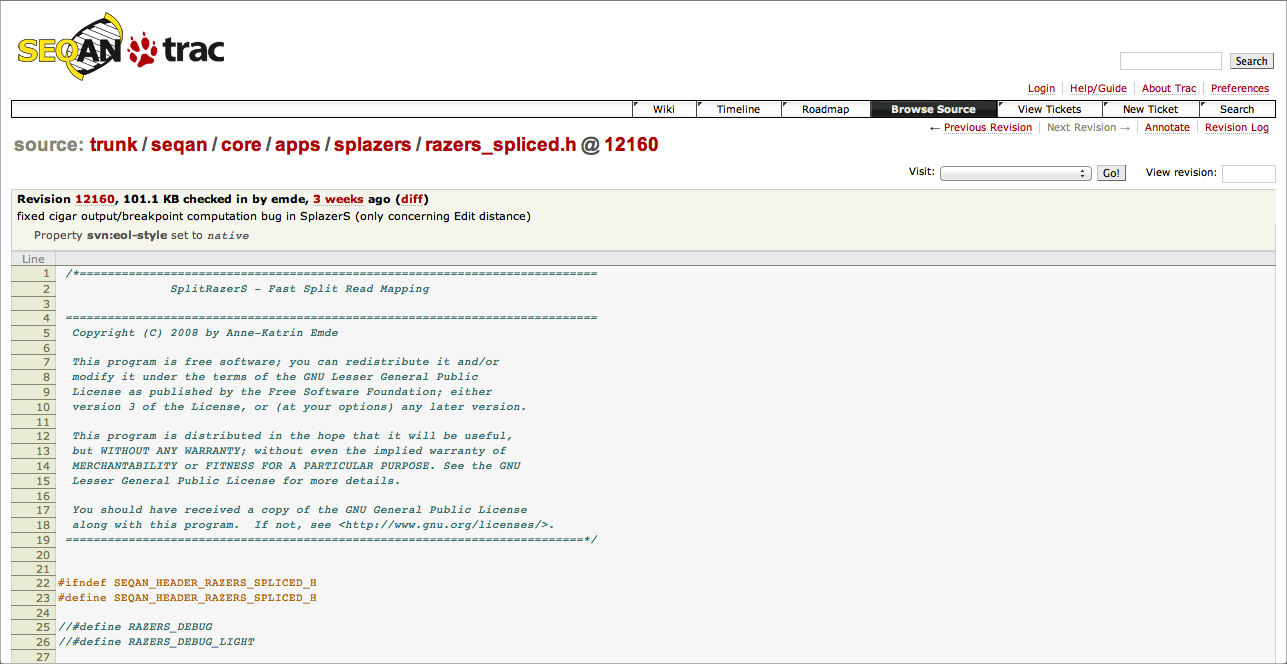 SEQAN trac
Search
Login Help/Guide About Trac Preferences
Wiki Timeline Roadmap Browse Source View Tickets New Ticket Search
← Previous Revision Next Revision → Annotate Revision Log
source: trunk / seqan / core / apps / splazers / razers_spliced.h @ 12160
Visit: Go! View revision:
Revision 12160, 101.1 KB checked in by emde, 3 weeks ago (diff)
fixed cigar output/breakpoint computation bug in SplazerS (only concerning Edit distance)
Property svn:eol-style set to native
Line
1 /*==========================================================================
2 SplitRazerS - Fast Split Read Mapping
3
4 ============================================================================
5 Copyright (C) 2008 by Anne-Katrin Emde
6
7 This program is free software; you can redistribute it and/or
8 modify it under the terms of the GNU Lesser General Public
9 License as published by the Free Software Foundation; either
10 version 3 of the License, or (at your options) any later version.
11
12 This program is distributed in the hope that it will be useful,
13 but WITHOUT ANY WARRANTY; without even the implied warranty of
14 MERCHANTABILITY or FITNESS FOR A PARTICULAR PURPOSE. See the GNU
15 Lesser General Public License for more details.
16
17 You should have received a copy of the GNU General Public License
18 along with this program. If not, see <http://www.gnu.org/licenses/>.
19 ==========================================================================*/
20
21
22 #ifndef SEQAN_HEADER_RAZERS_SPLICED_H
23 #define SEQAN_HEADER_RAZERS_SPLICED_H
24
25 //#define RAZERS_DEBUG
26 //#define RAZERS_DEBUG_LIGHT
27